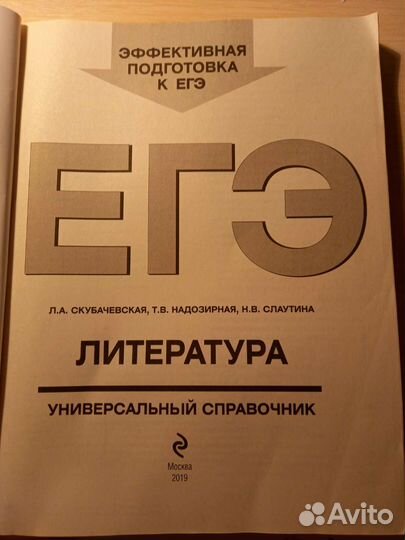 ЭФФЕКТИВНАЯ
ПОДГОТОВКА
К ЕГЭ
ЕГЭ
Л.А. СКУБАЧЕВСКАЯ, Т.В. НАДОЗИРНАЯ, Н.В. СЛАУТИНА
ЛИТЕРАТУРА
УНИВЕРСАЛЬНЫЙ СПРАВОЧНИК
Москва
2019
Avito